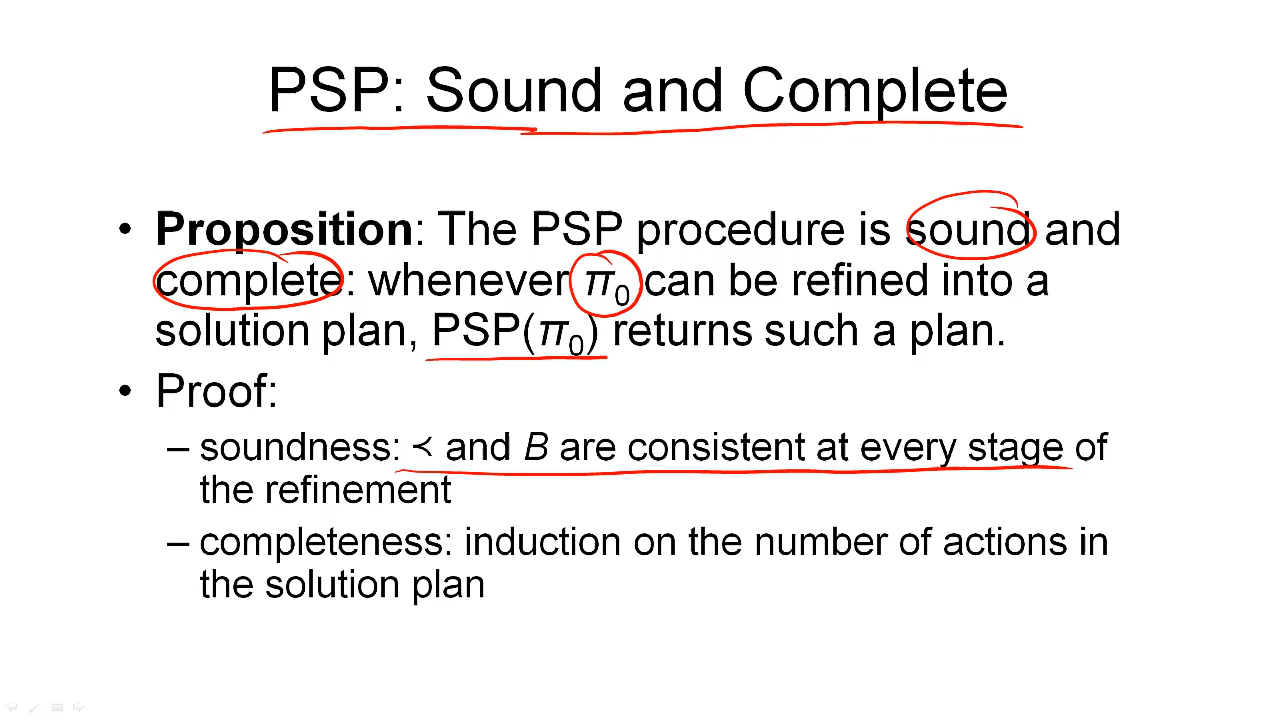 PSP: Sound and Complete
• Proposition: The PSP procedure is sound and
complete: whenever π₀ can be refined into a
solution plan, PSP(π₀) returns such a plan.
• Proof:
– soundness: ≺ and B are consistent at every stage of
the refinement
– completeness: induction on the number of actions in
the solution plan